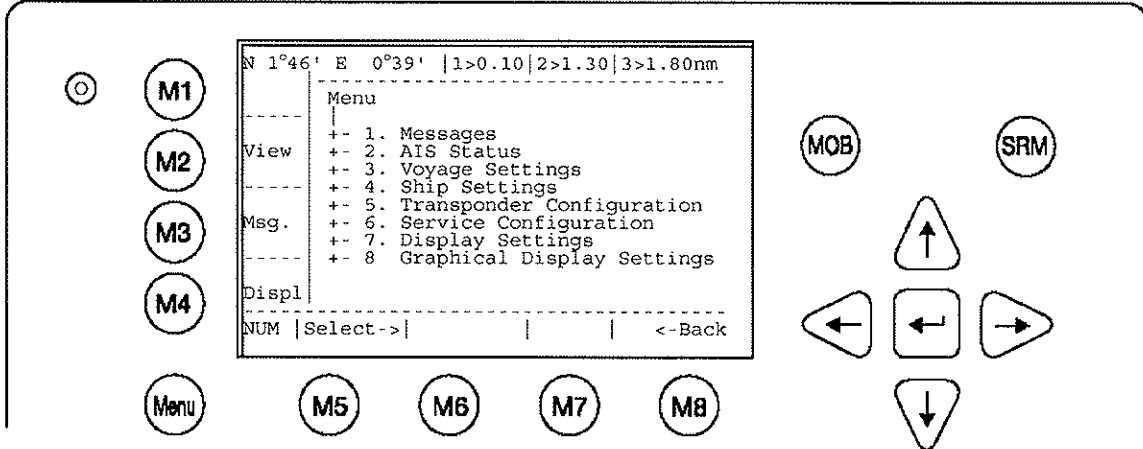 N 1°46' E 0°39' |1>0.10|2>1.30|3>1.80nm
M1
Menu
+- 1. Messages
MOB
SRM
View
M2
+- 2. AIS Status
+- 3. Voyage Settings
+- 4. Ship Settings
+- 5. Transponder Configuration
Msg.
M3
+- 6. Service Configuration
+- 7. Display Settings
+- 8 Graphical Display Settings
Displ
M4
NUM |Select->| | | <-Back
Menu
M5
M6
M7
M8